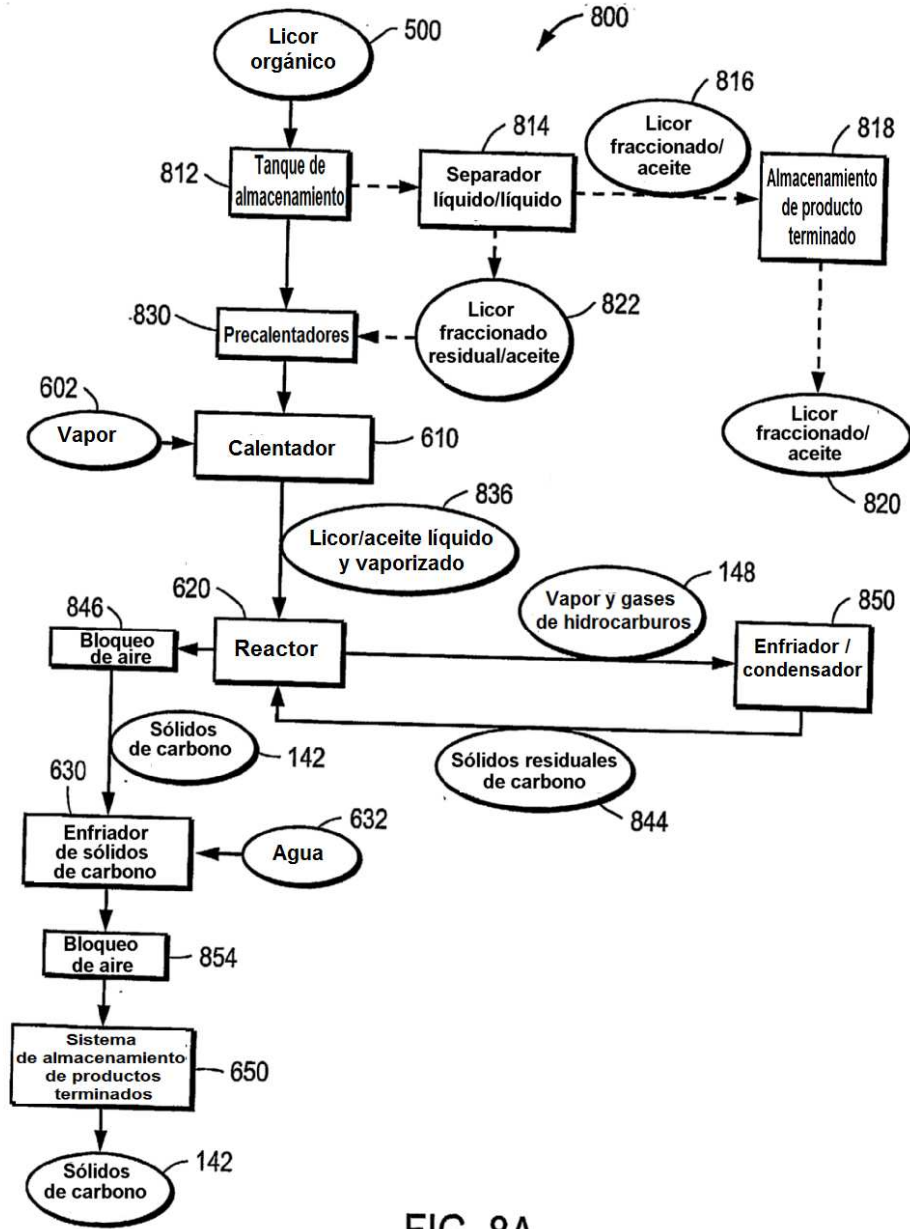 Licor
orgánico
500
800
812
Tanque de
almacenamiento
814
Separador
líquido/líquido
816
Licor
fraccionado/
aceite
818
Almacenamiento
de producto
terminado
830
Precalentadores
Licor
fraccionado
residual/aceite
822
602
Vapor
Calentador
610
Licor
fraccionado/
aceite
820
836
Licor/aceite líquido
y vaporizado
846
Bloqueo
de aire
620
Reactor
Vapor y gases
de hidrocarburos
148
850
Enfriador /
condensador
Sólidos
de carbono
142
Sólidos residuales
de carbono
844
630
Enfriador
de sólidos
de carbono
632
Agua
Bloqueo
de aire
854
Sistema
de almacenamiento
de productos
terminados
650
Sólidos
de carbono
142
FIG. 8A